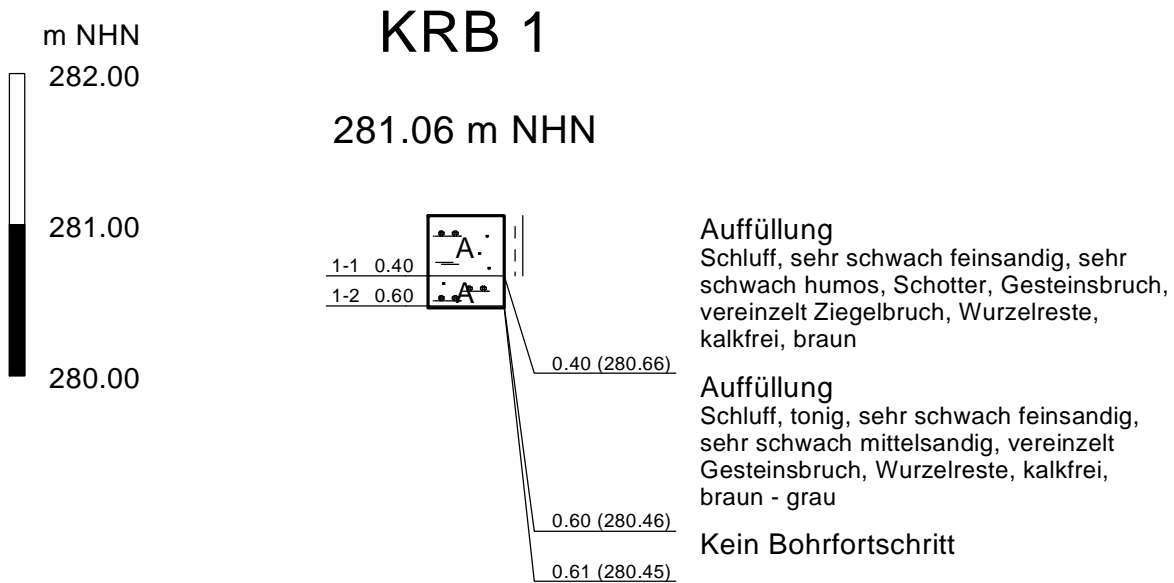 m NHN
KRB 1
282.00
281.06 m NHN
281.00
280.00
A
A
1-1 0.40
1-2 0.60
Auffüllung
Schluff, sehr schwach feinsandig, sehr
schwach humos, Schotter, Gesteinsbruch,
vereinzelt Ziegelbruch, Wurzelreste,
kalkfrei, braun
0.40 (280.66)
Auffüllung
Schluff, tonig, sehr schwach feinsandig,
sehr schwach mittelsandig, vereinzelt
Gesteinsbruch, Wurzelreste, kalkfrei,
braun - grau
0.60 (280.46)
Kein Bohrfortschritt
0.61 (280.45)